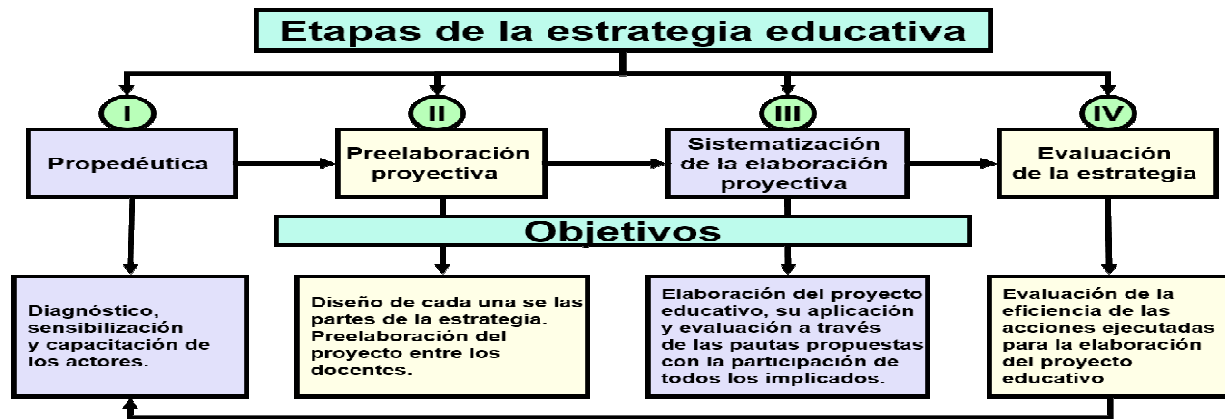 Etapas de la estrategia educativa
I
II
III
IV
Propedéutica
Preelaboración
proyectiva
Sistematización
de la elaboración
proyectiva
Evaluación
de la estrategia
Objetivos
Diagnóstico,
sensibilización
y capacitación de
los actores.
Diseño de cada una se las
partes de la estrategia.
Preelaboración del
proyecto entre los
docentes.
Elaboración del proyecto
educativo, su aplicación
y evaluación a través
de las pautas propuestas
con la participación de
todos los implicados.
Evaluación de la
eficiencia de las
acciones ejecutadas
para la elaboración
del proyecto
educativo